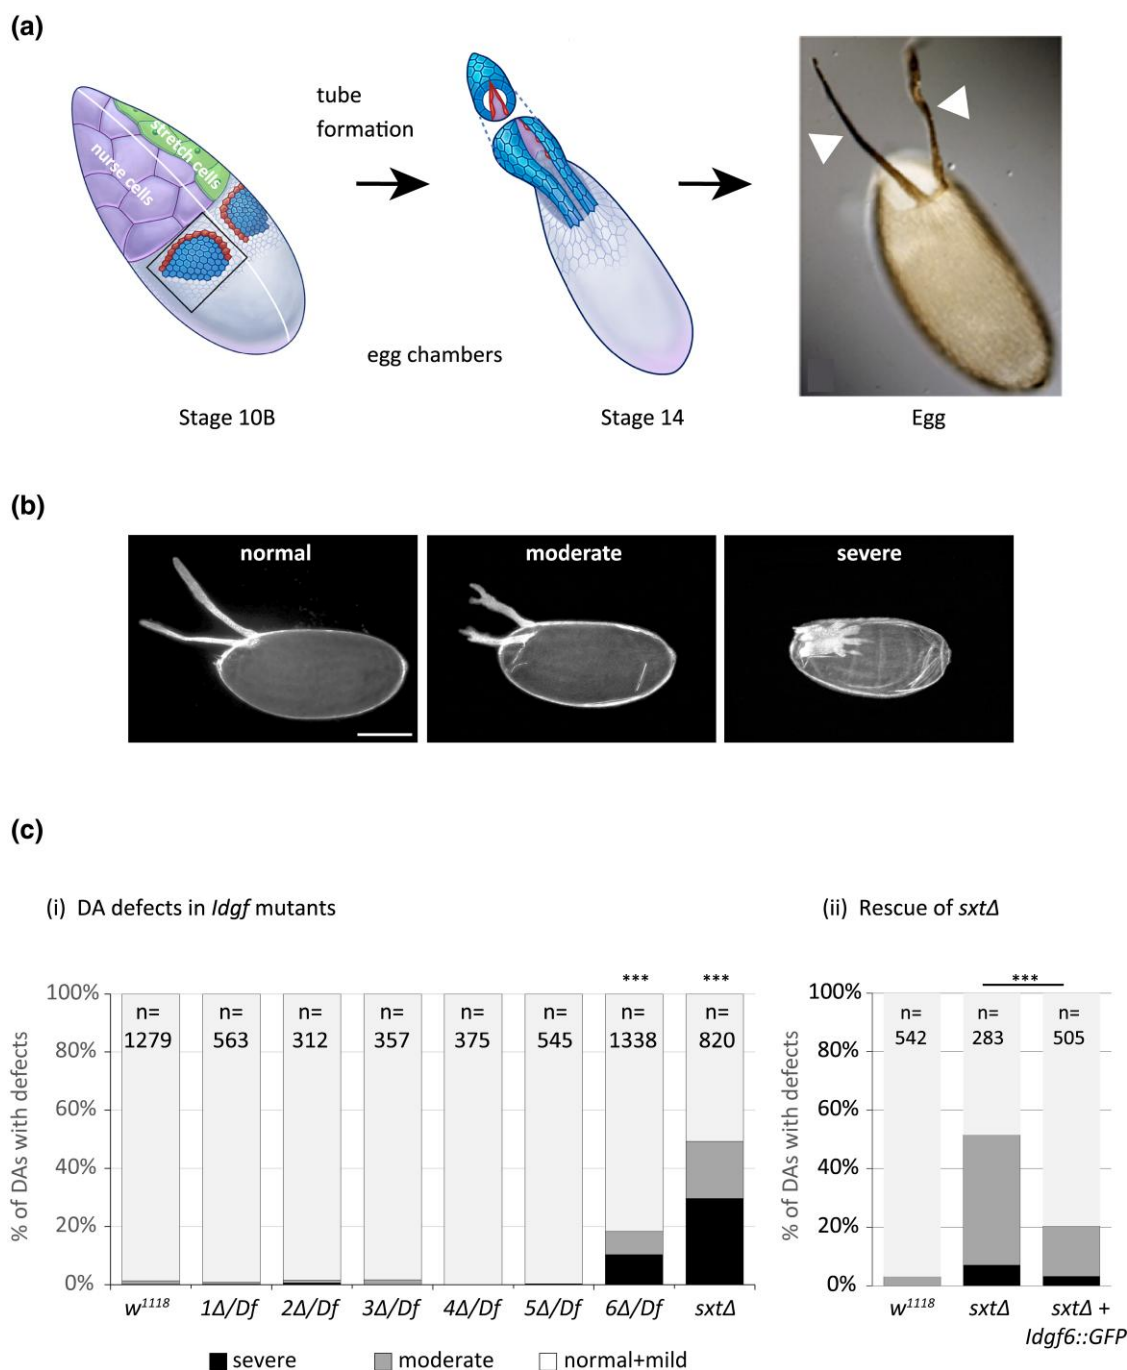 (a)
tube
formation
stretch cells
nurse cells
egg chambers
Stage 10B
Stage 14
Egg
(b)
normal
moderate
severe
(c)
(i) DA defects in Idgf mutants
*** ***
% of DAs with defects
100%
80%
60%
40%
20%
0%
n= n= n= n= n= n= n= n=
1279 563 312 357 375 545 1338 820
w1118 1Δ/Df 2Δ/Df 3Δ/Df 4Δ/Df 5Δ/Df 6Δ/Df sxtΔ
severe moderate normal+mild
(ii) Rescue of sxtΔ
***
% of DAs with defects
100%
80%
60%
40%
20%
0%
n= n= n=
542 283 505
w1118 sxtΔ sxtΔ +
Idgf6::GFP